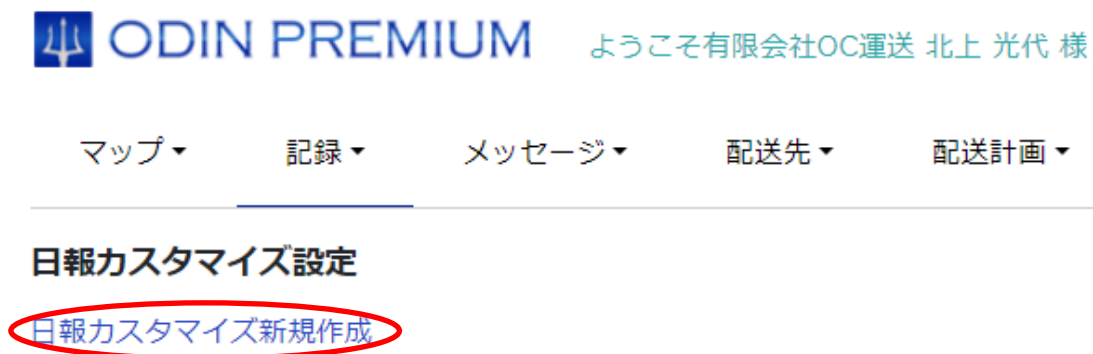 ODIN PREMIUM ようこそ有限会社OC運送 北上 光代 様
マップ▾ 記録▾ メッセージ▾ 配送先▾ 配送計画▾
日報カスタマイズ設定
日報カスタマイズ新規作成